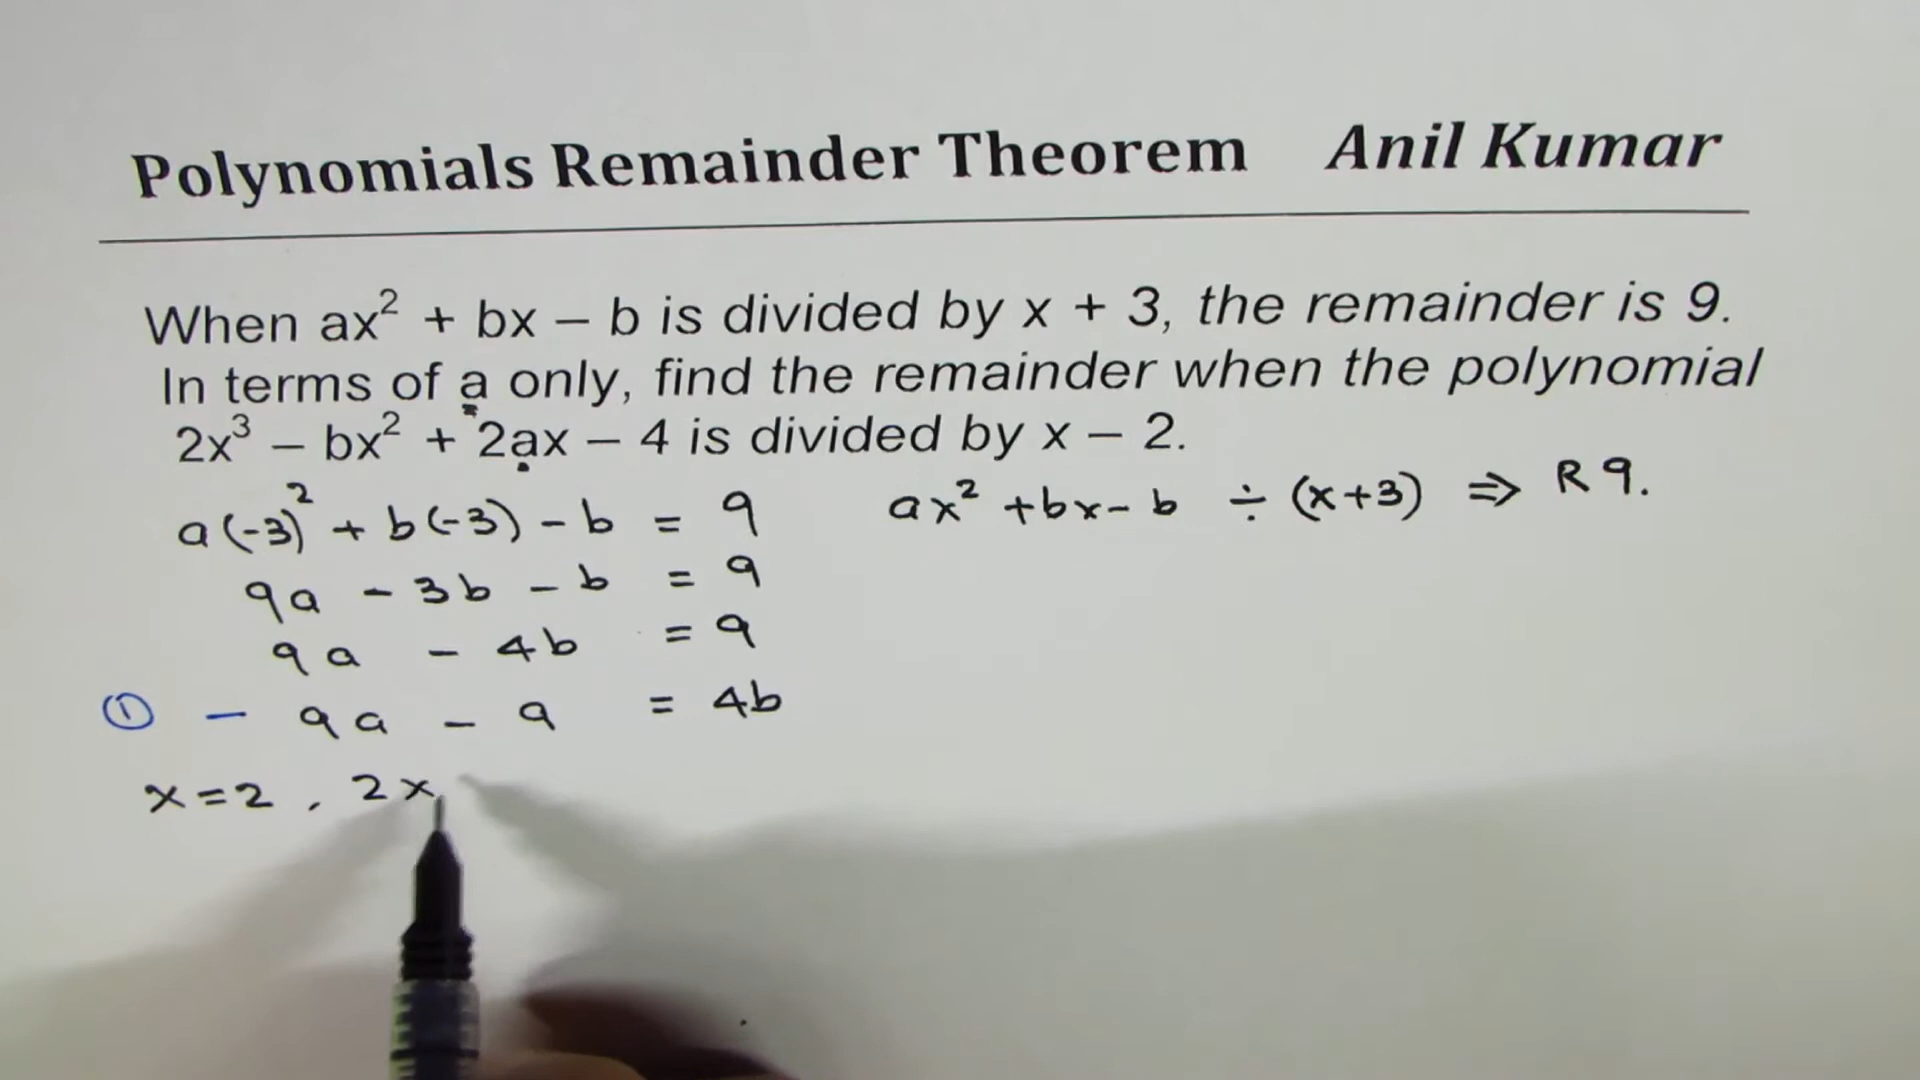 Polynomials Remainder Theorem Anil Kumar
When ax² + bx – b is divided by x + 3, the remainder is 9.
In terms of a only, find the remainder when the polynomial
2x³ – bx² + 2ax – 4 is divided by x – 2.
a(-3)² + b(-3) - b = 9
ax² + bx - b ÷ (x+3) ⇒ R 9.
9a - 3b - b = 9
9a - 4b = 9
① - 9a - 9 = 4b
x = 2 , 2x